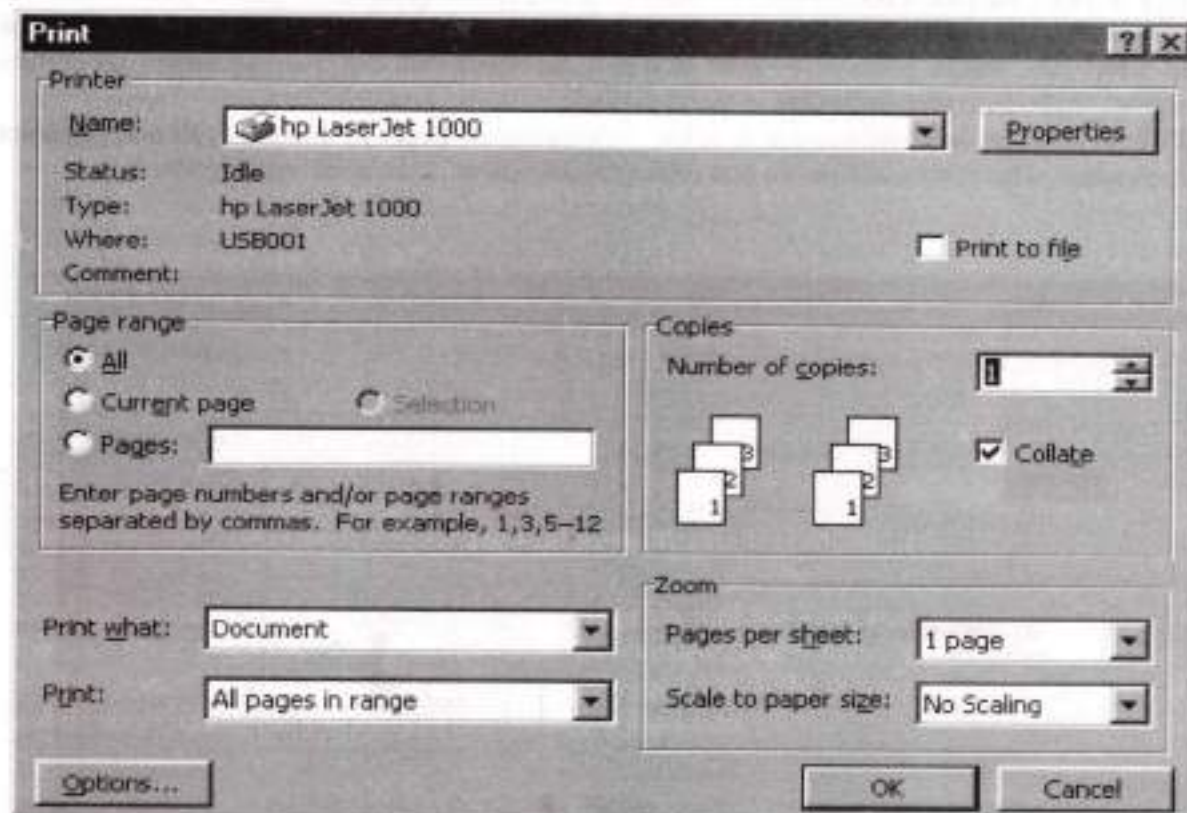 Print
Printer
Name: hp LaserJet 1000 Properties
Status: Idle
Type: hp LaserJet 1000
Where: USB001 Print to file
Comment:
Page range
All
Current page Selection
Pages:
Enter page numbers and/or page ranges
separated by commas. For example, 1,3,5–12
Copies
Number of copies: 1
Collate
3 3
2 2
1 1
Print what: Document
Print: All pages in range
Zoom
Pages per sheet: 1 page
Scale to paper size: No Scaling
Options... OK Cancel